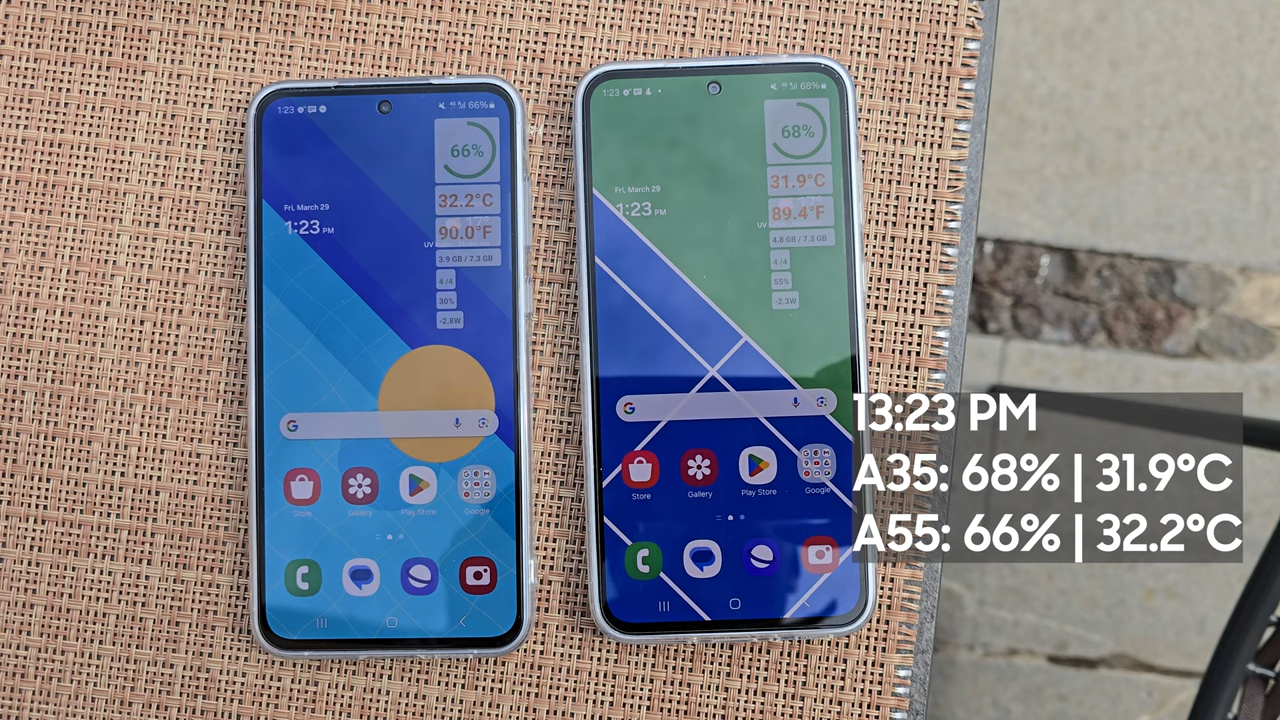 1:23
66%
66%
32.2°C
90.0°F
UV
3.9 GB / 7.3 GB
4 / 4
30%
-2.8W
Fri, March 29
1:23 PM
Store
Gallery
Play Store
Google
1:23
68%
68%
31.9°C
89.4°F
UV
4.8 GB / 7.3 GB
4 / 4
55%
-2.3W
Fri, March 29
1:23 PM
Store
Gallery
Play Store
Google
13:23 PM
A35: 68% | 31.9°C
A55: 66% | 32.2°C